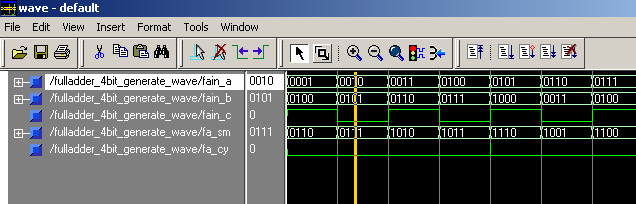 wave - default
File Edit Insert Format Tools Window
/fulladder_4bit_generate_wave/fain_a 0010 0001 0010 0011 0100 0101 0110 0111
/fulladder_4bit_generate_wave/fain_b 0101 0100 0101 0110 0111 1000 0011 0100
/fulladder_4bit_generate_wave/fain_c 0
/fulladder_4bit_generate_wave/fa_sm 0111 0110 0111 1010 1011 1110 1001 1100
/fulladder_4bit_generate_wave/fa_cy 0